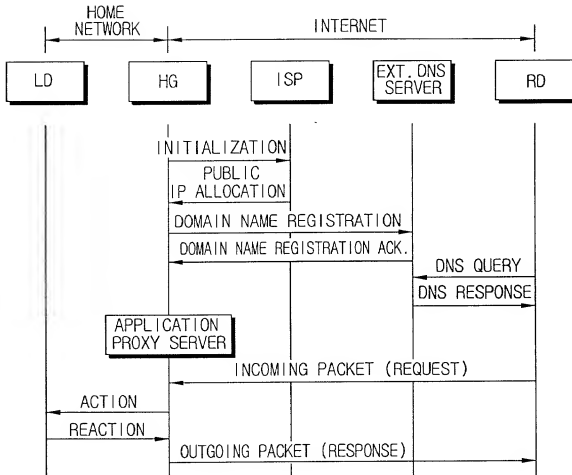 HOME
NETWORK
INTERNET
LD
HG
ISP
EXT. DNS
SERVER
RD
INITIALIZATION
PUBLIC
IP ALLOCATION
DOMAIN NAME REGISTRATION
DOMAIN NAME REGISTRATION ACK.
DNS QUERY
DNS RESPONSE
APPLICATION
PROXY SERVER
INCOMING PACKET (REQUEST)
ACTION
REACTION
OUTGOING PACKET (RESPONSE)